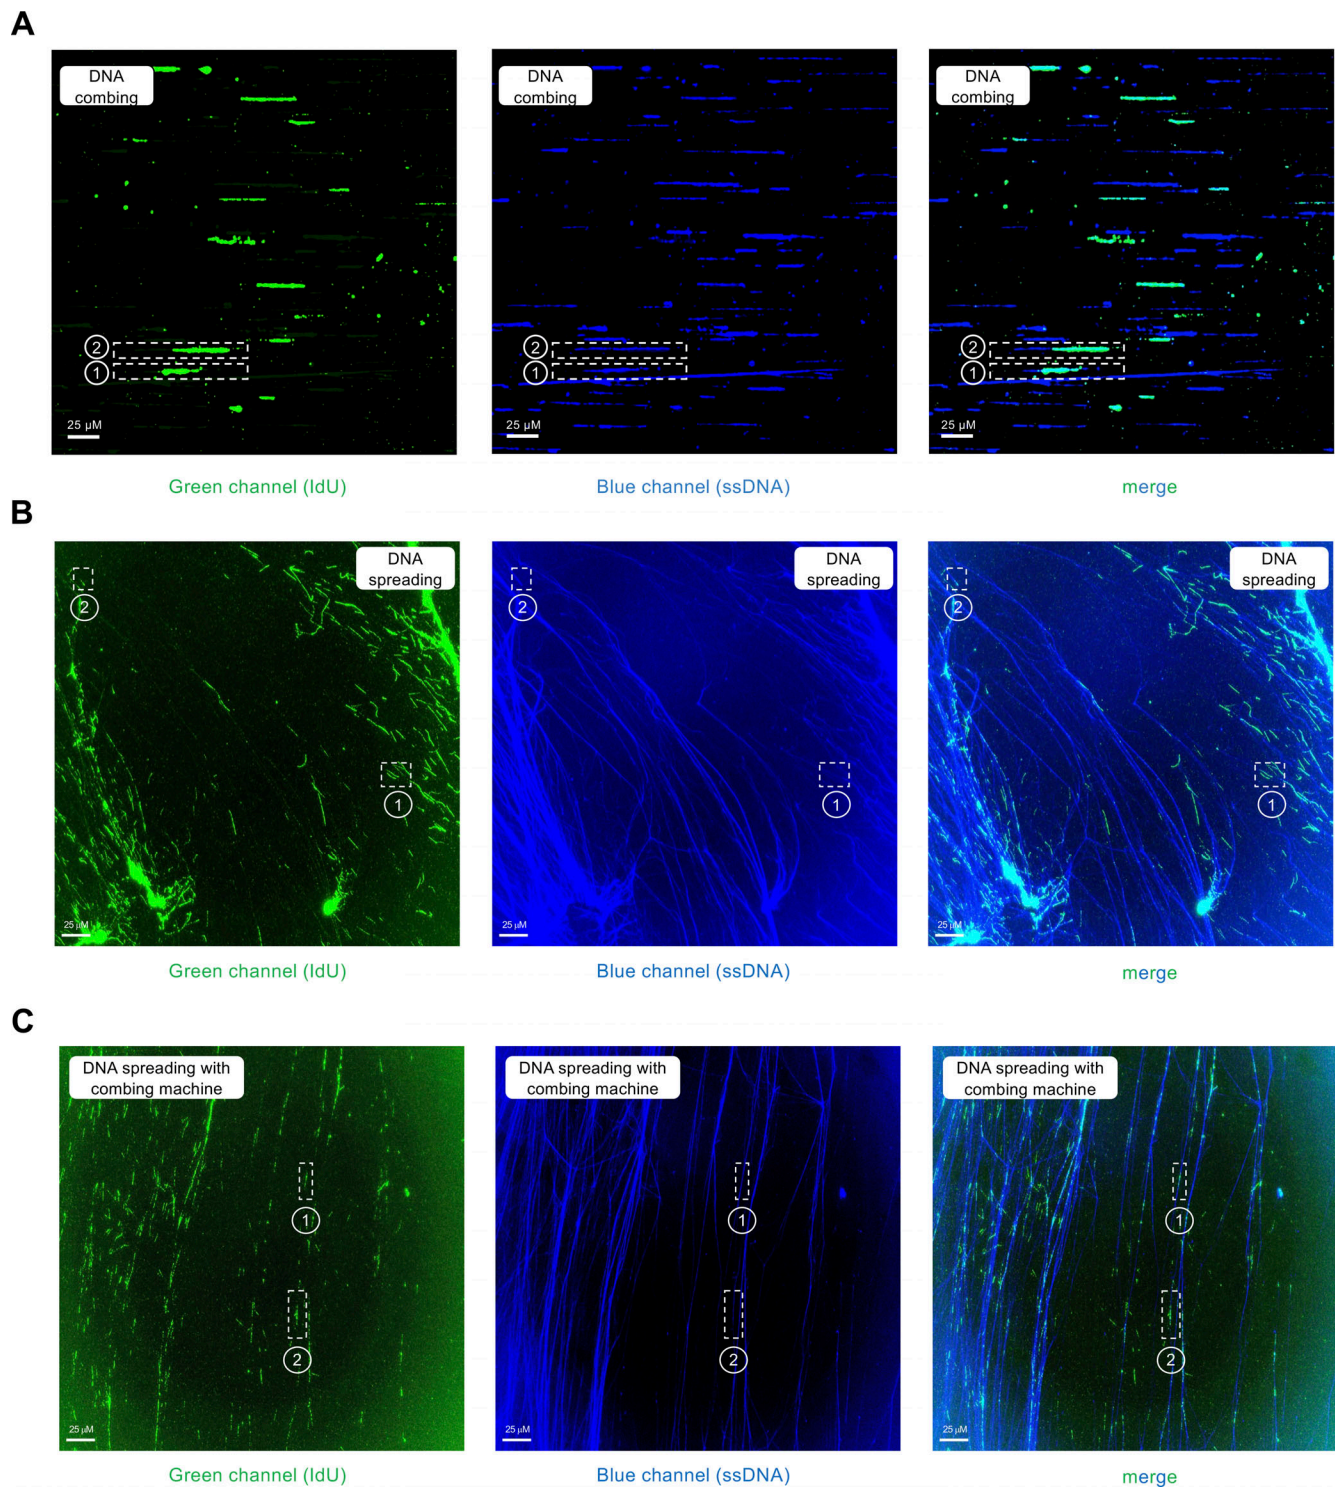 A
DNA
combing
DNA
combing
DNA
combing
2
1
2
1
2
1
25 µM
25 µM
25 µM
Green channel (IdU)
Blue channel (ssDNA)
merge
B
DNA
spreading
DNA
spreading
DNA
spreading
2
2
2
1
1
1
25 µM
25 µM
25 µM
Green channel (IdU)
Blue channel (ssDNA)
merge
C
DNA spreading with
combing machine
DNA spreading with
combing machine
DNA spreading with
combing machine
1
1
1
2
2
2
25 µM
25 µM
25 µM
Green channel (IdU)
Blue channel (ssDNA)
merge